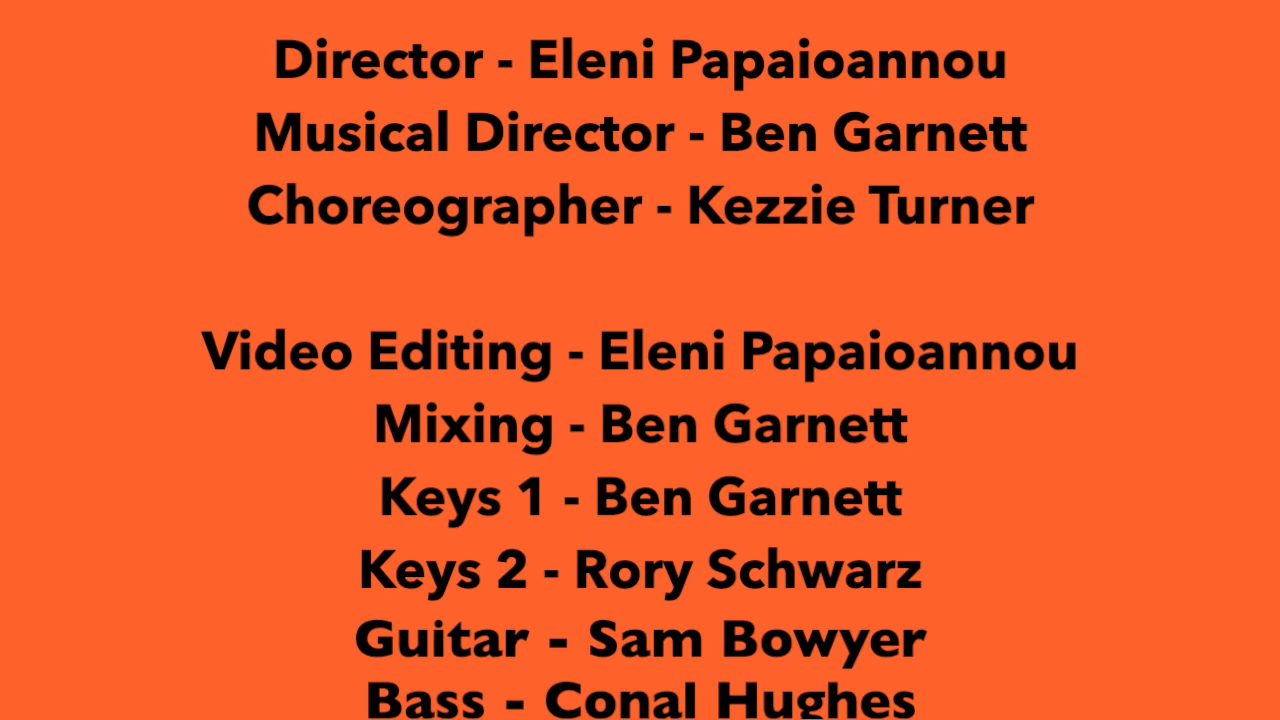 Director - Eleni Papaioannou
Musical Director - Ben Garnett
Choreographer - Kezzie Turner
Video Editing - Eleni Papaioannou
Mixing - Ben Garnett
Keys 1 - Ben Garnett
Keys 2 - Rory Schwarz
Guitar - Sam Bowyer
Bass - Conal Hughes